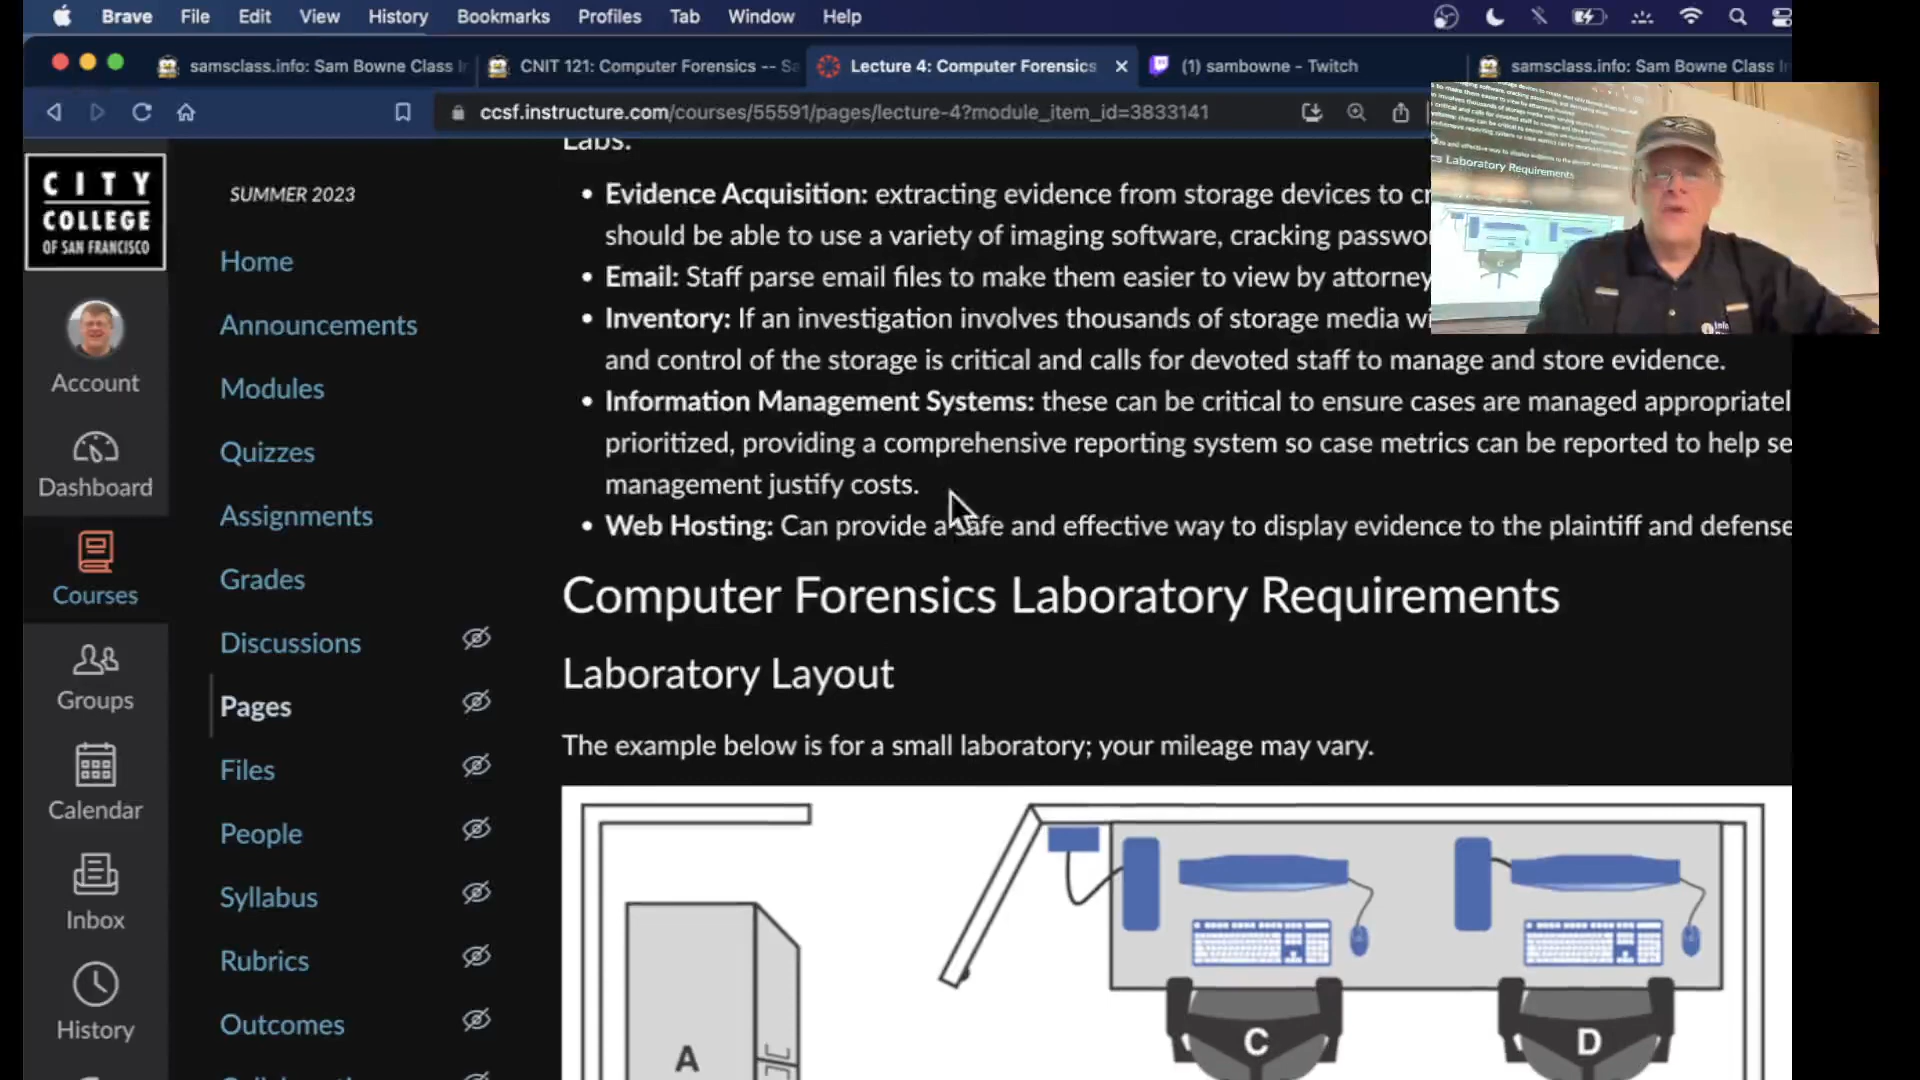 Brave File Edit View History Bookmarks Profiles Tab Window Help
samsclass.info: Sam Bowne Class In
CNIT 121: Computer Forensics -- Sa
Lecture 4: Computer Forensics
(1) sambowne - Twitch
samsclass.info: Sam Bowne Class In
ccsf.instructure.com/courses/55591/pages/lecture-4?module_item_id=3833141
CITY
COLLEGE
OF SAN FRANCISCO
Account
Dashboard
Courses
Groups
Calendar
Inbox
History
SUMMER 2023
Home
Announcements
Modules
Quizzes
Assignments
Grades
Discussions
Pages
Files
People
Syllabus
Rubrics
Outcomes
Labs.
• Evidence Acquisition: extracting evidence from storage devices to cr
should be able to use a variety of imaging software, cracking passwo
• Email: Staff parse email files to make them easier to view by attorney
• Inventory: If an investigation involves thousands of storage media wi
and control of the storage is critical and calls for devoted staff to manage and store evidence.
• Information Management Systems: these can be critical to ensure cases are managed appropriatel
prioritized, providing a comprehensive reporting system so case metrics can be reported to help se
management justify costs.
• Web Hosting: Can provide a safe and effective way to display evidence to the plaintiff and defense
Computer Forensics Laboratory Requirements
Laboratory Layout
The example below is for a small laboratory; your mileage may vary.
A
C
D
cs Laboratory Requirements